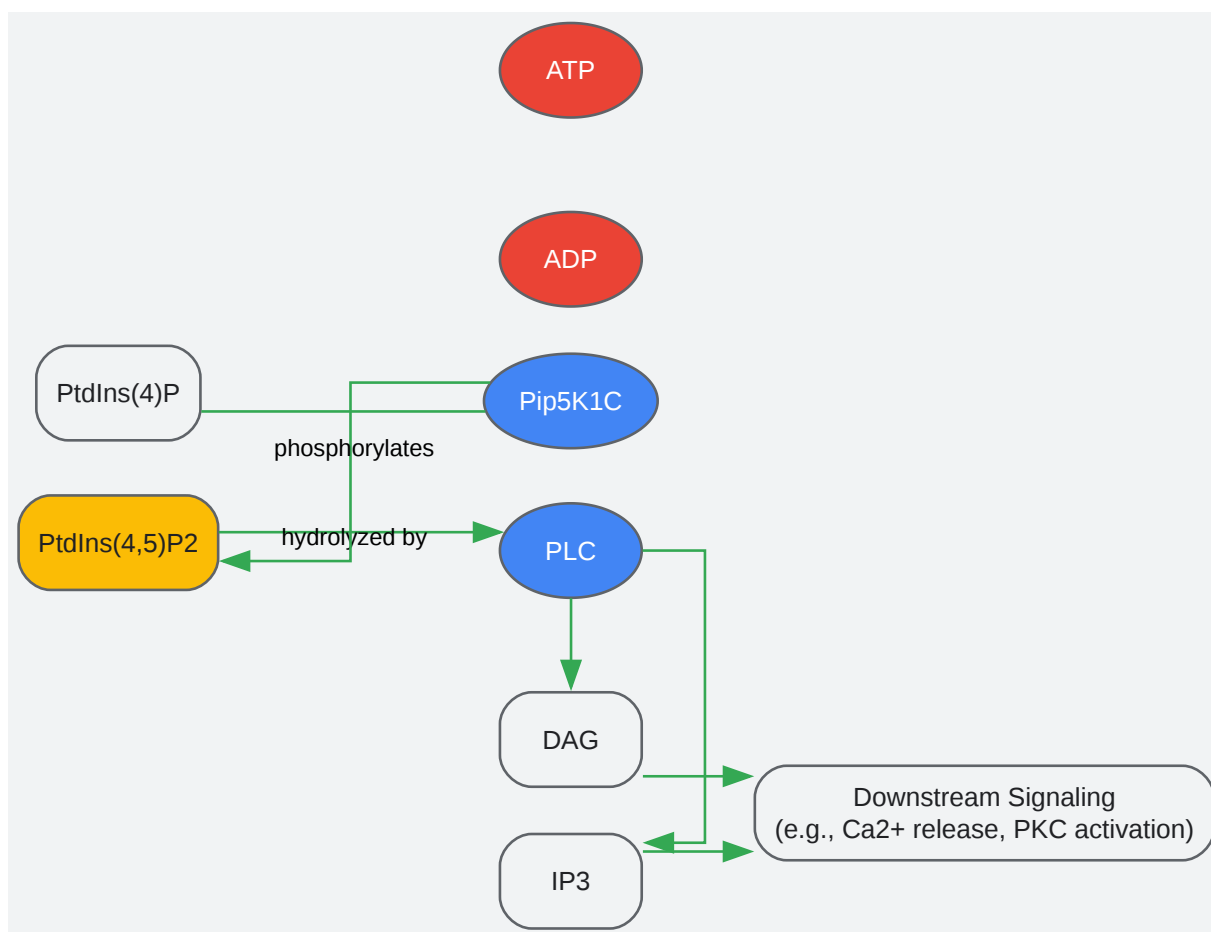 ATP
ADP
PtdIns(4)P
Pip5K1C
phosphorylates
PtdIns(4,5)P2
hydrolyzed by
PLC
DAG
Downstream Signaling
(e.g., Ca2+ release, PKC activation)
IP3